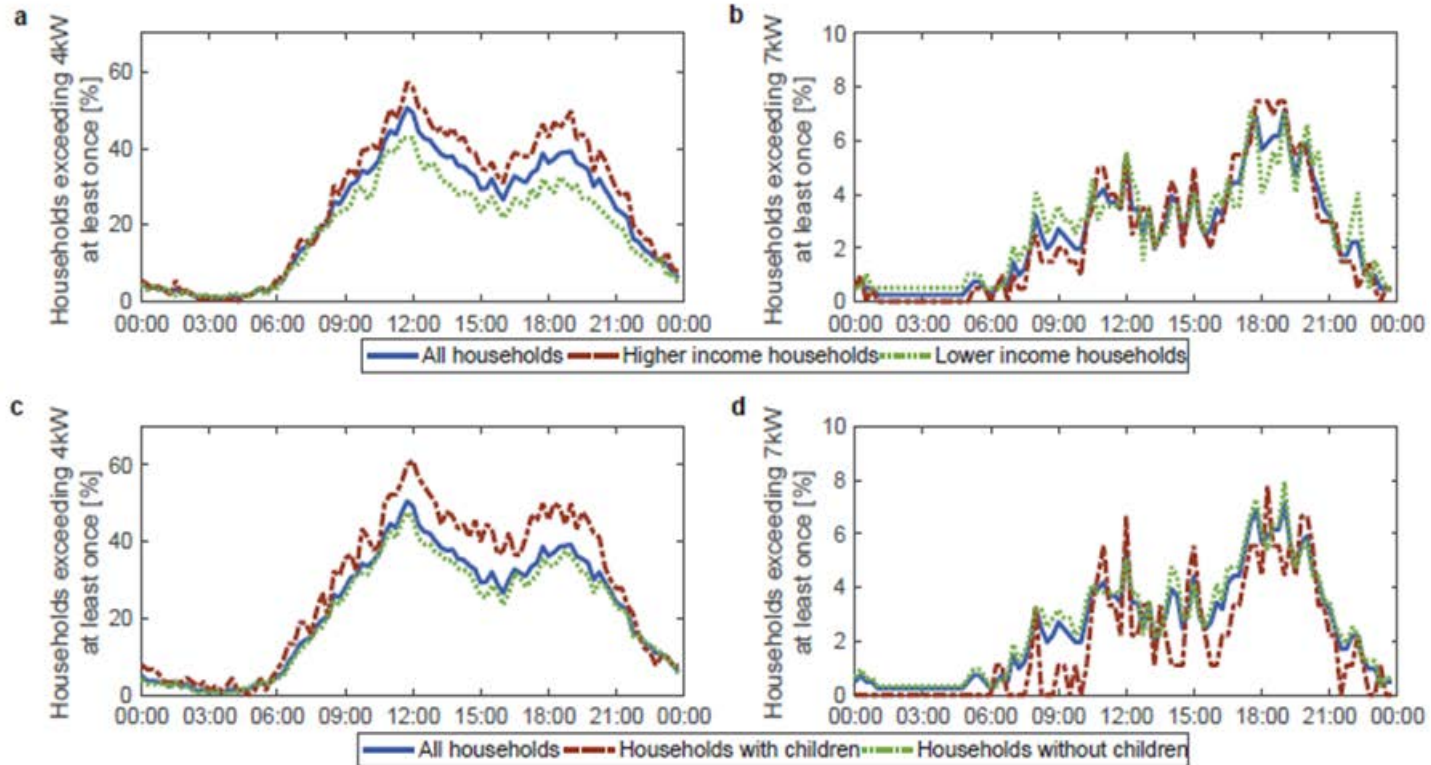 a
Households exceeding 4kW
at least once [%]
60
40
20
0
00:00 03:00 06:00 09:00 12:00 15:00 18:00 21:00 00:00
b
Households exceeding 7kW
at least once [%]
10
8
6
4
2
0
00:00 03:00 06:00 09:00 12:00 15:00 18:00 21:00 00:00
All households Higher income households Lower income households
c
Households exceeding 4kW
at least once [%]
60
40
20
0
00:00 03:00 06:00 09:00 12:00 15:00 18:00 21:00 00:00
d
Households exceeding 7kW
at least once [%]
10
8
6
4
2
0
00:00 03:00 06:00 09:00 12:00 15:00 18:00 21:00 00:00
All households Households with children Households without children